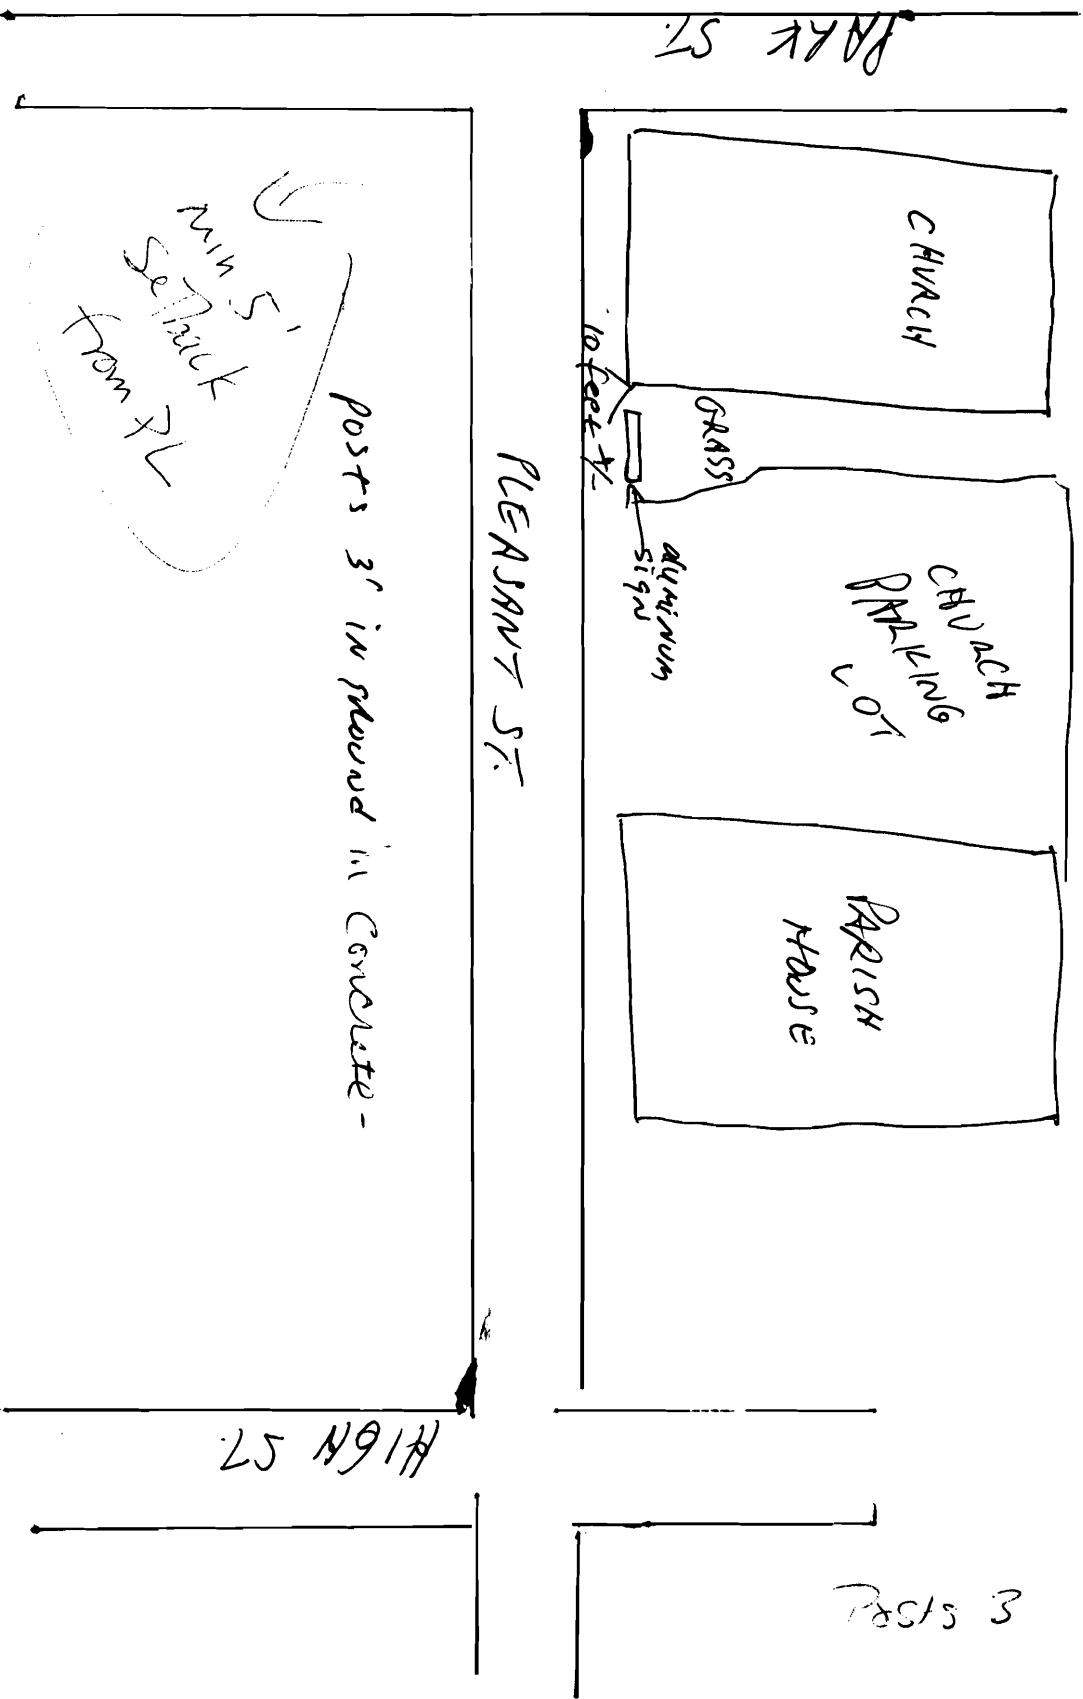 PARK ST.
CHURCH
GRASS
10 feet +/-
aluminum
sign
CHURCH
PARKING
LOT
PARISH
HOUSE
PLEASANT ST.
posts 3' in ground in concrete-
min 5'
setback
from PL
HIGH ST
Posts 3